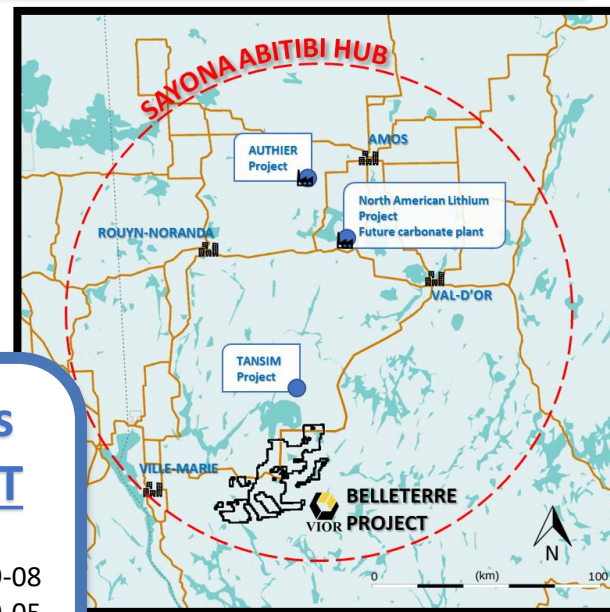 SAYONA ABITIBI HUB
AMOS
AUTHIER
Project
North American Lithium
Project
Future carbonate plant
ROUYN-NORANDA
VAL-D'OR
TANSIM
Project
S
T
VILLE-MARIE
BELLETERRE
VIOR PROJECT
N
0 (km) 100
-08